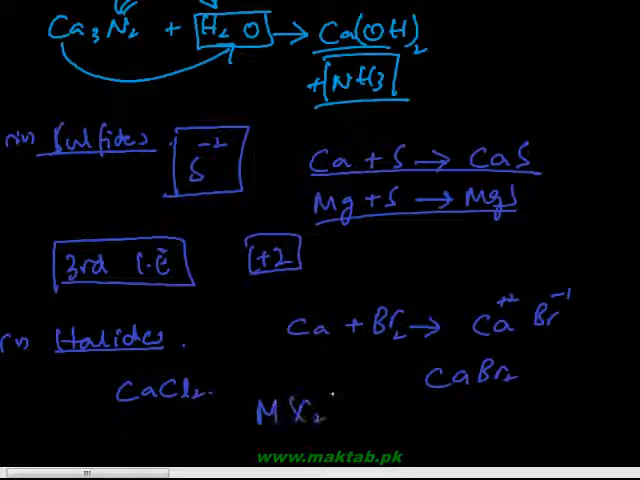 Ca3N2 + H2O → Ca(OH)2
+ NH3
iv) Sulfides. S-2 Ca + S → CaS
Mg + S → MgS
3rd I.E +2
v) Halides. Ca + Br2 → Ca+2 Br-1
CaCl2. CaBr2
MX2
www.maktab.pk